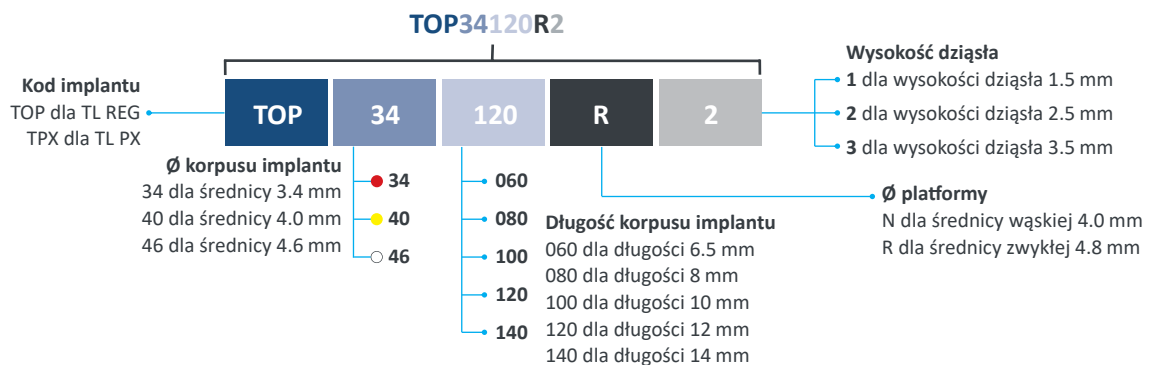 TOP34120R2
Kod implantu
TOP dla TL REG
TPX dla TL PX
TOP
34
120
R
2
Wysokość dziąsła
1 dla wysokości dziąsła 1.5 mm
2 dla wysokości dziąsła 2.5 mm
3 dla wysokości dziąsła 3.5 mm
Ø korpusu implantu
34 dla średnicy 3.4 mm
40 dla średnicy 4.0 mm
46 dla średnicy 4.6 mm
34
40
46
060
080
100
120
140
Długość korpusu implantu
060 dla długości 6.5 mm
080 dla długości 8 mm
100 dla długości 10 mm
120 dla długości 12 mm
140 dla długości 14 mm
Ø platformy
N dla średnicy wąskiej 4.0 mm
R dla średnicy zwykłej 4.8 mm